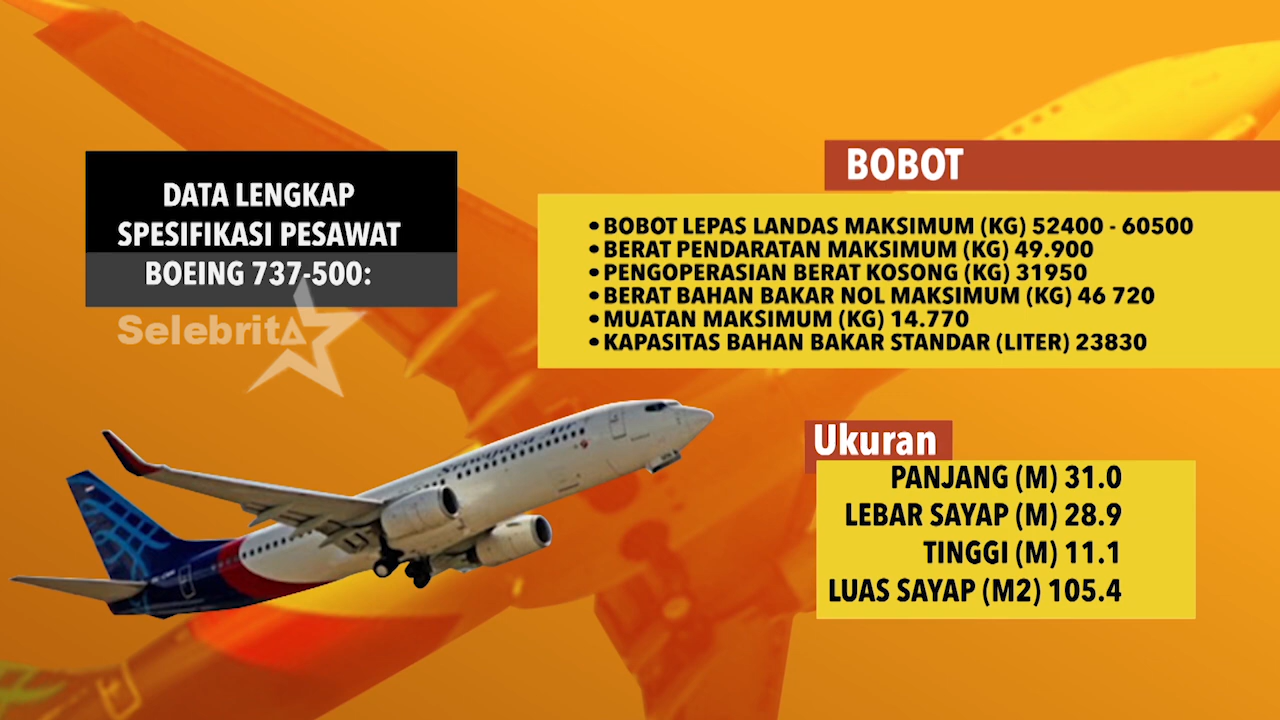 DATA LENGKAP
SPESIFIKASI PESAWAT
BOEING 737-500:
Selebrita
BOBOT
• BOBOT LEPAS LANDAS MAKSIMUM (KG) 52400 - 60500
• BERAT PENDARATAN MAKSIMUM (KG) 49.900
• PENGOPERASIAN BERAT KOSONG (KG) 31950
• BERAT BAHAN BAKAR NOL MAKSIMUM (KG) 46 720
• MUATAN MAKSIMUM (KG) 14.770
• KAPASITAS BAHAN BAKAR STANDAR (LITER) 23830
Sriwijaya Air
Ukuran
PANJANG (M) 31.0
LEBAR SAYAP (M) 28.9
TINGGI (M) 11.1
LUAS SAYAP (M2) 105.4